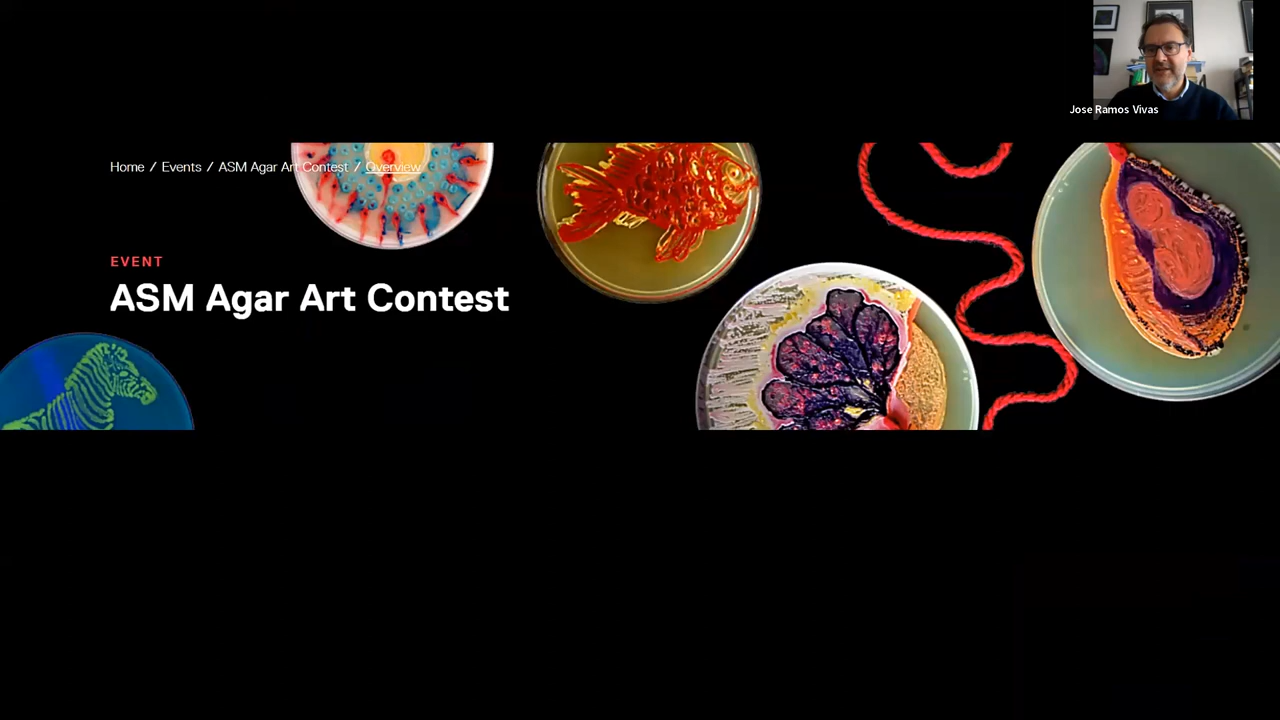 Jose Ramos Vivas
Home / Events / ASM Agar Art Contest / Overview
EVENT
ASM Agar Art Contest